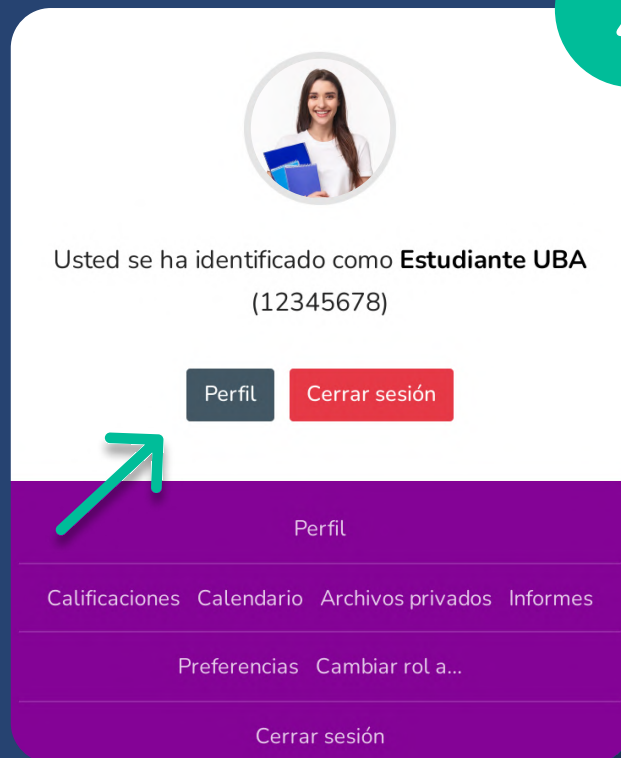 Usted se ha identificado como Estudiante UBA
(12345678)
Perfil Cerrar sesión
Perfil
Calificaciones Calendario Archivos privados Informes
Preferencias Cambiar rol a...
Cerrar sesión